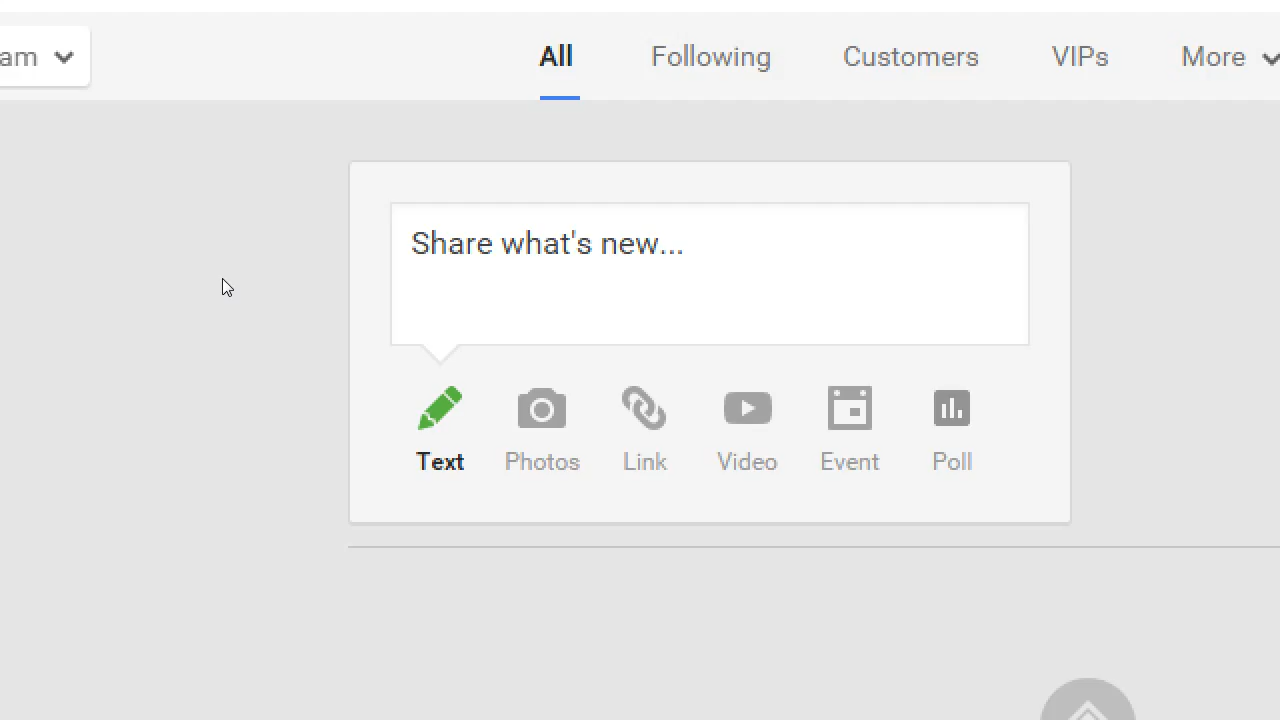 am All Following Customers VIPs More
Share what's new...
Text Photos Link Video Event Poll